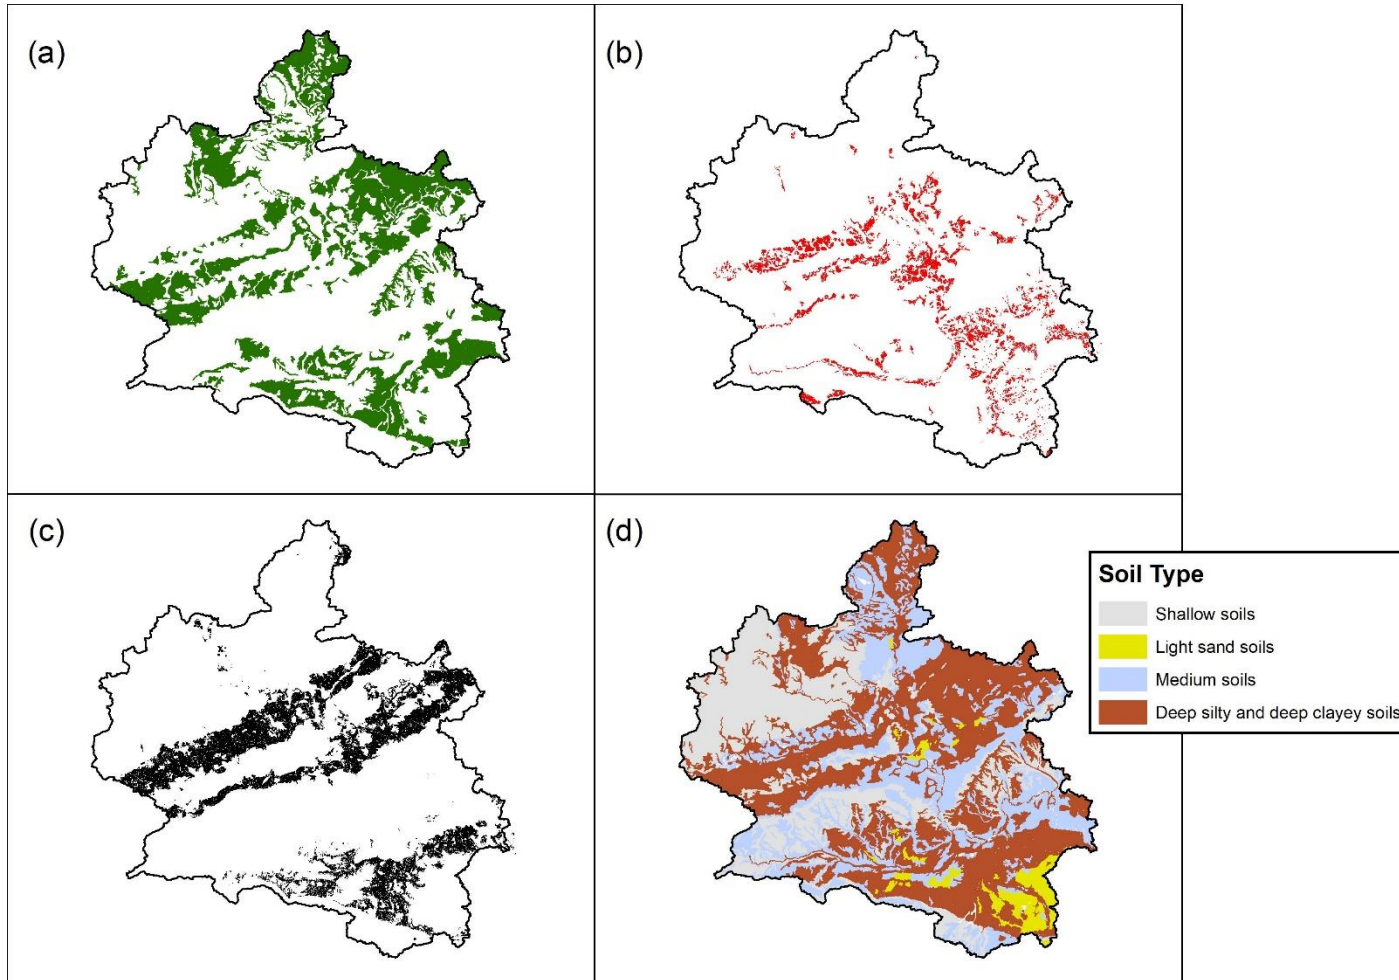 (a)
(b)
(c)
(d)
Soil Type
Shallow soils
Light sand soils
Medium soils
Deep silty and deep clayey soils